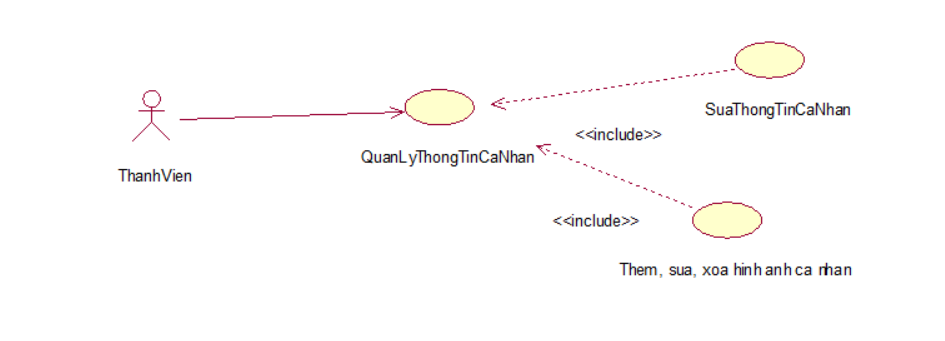 SuaThongTinCaNhan
<<include>>
QuanLyThongTinCaNhan
ThanhVien
<<include>>
Them, sua, xoa hinh anh ca nhan